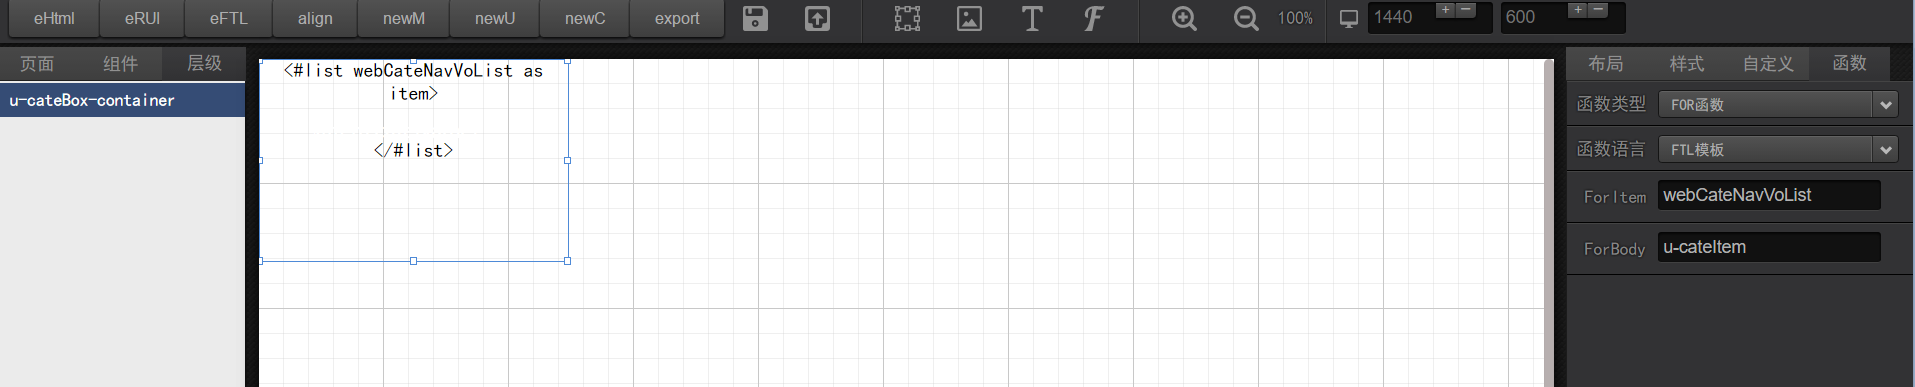 eHtml eRUI eFTL align newM newU newC export T F 100% 1440 + − 600 + −
页面 组件 层级
u-cateBox-container
<#list webCateNavVoList as
item>
</#list>
布局 样式 自定义 函数
函数类型 FOR函数
函数语言 FTL模板
ForItem webCateNavVoList
ForBody u-cateItem